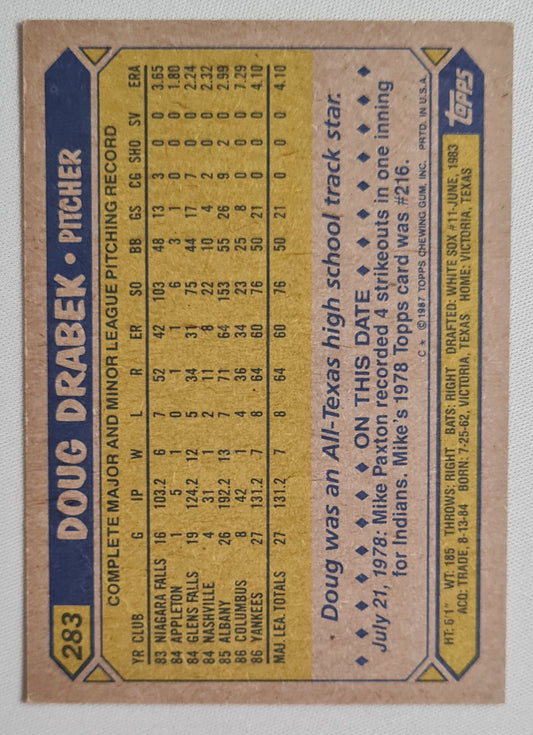 283 DOUG DRABEK • PITCHER
COMPLETE MAJOR AND MINOR LEAGUE PITCHING RECORD
YR CLUB G IP W L R ER SO BB GS CG SHO SV ERA
83 NIAGARA FALLS 16 103.2 6 7 52 42 103 48 13 3 0 0 3.65
84 APPLETON 1 5 1 0 1 1 6 3 1 0 0 0 1.80
84 GLENS FALLS 19 124.2 12 5 34 31 75 44 17 7 0 0 2.24
84 NASHVILLE 4 31 1 2 11 8 22 10 4 2 0 0 2.32
85 ALBANY 26 192.2 13 7 71 64 153 55 26 9 2 0 2.99
86 COLUMBUS 8 42 1 4 36 34 23 25 8 0 0 0 7.29
86 YANKEES 27 131.2 7 8 64 60 76 50 21 0 0 0 4.10
MAJ. LEA. TOTALS 27 131.2 7 8 64 60 76 50 21 0 0 0 4.10
Doug was an All-Texas high school track star.
ON THIS DATE
July 21, 1978: Mike Paxton recorded 4 strikeouts in one inning
for Indians. Mike's 1978 Topps card was #216.
C * © 1987 TOPPS CHEWING GUM, INC. PRTD. IN U.S.A.
HT: 6'1" WT: 185 THROWS: RIGHT BATS: RIGHT DRAFTED: WHITE SOX #11-JUNE, 1983
ACQ: TRADE, 8-13-84 BORN: 7-25-62, VICTORIA, TEXAS HOME: VICTORIA, TEXAS
TOPPS